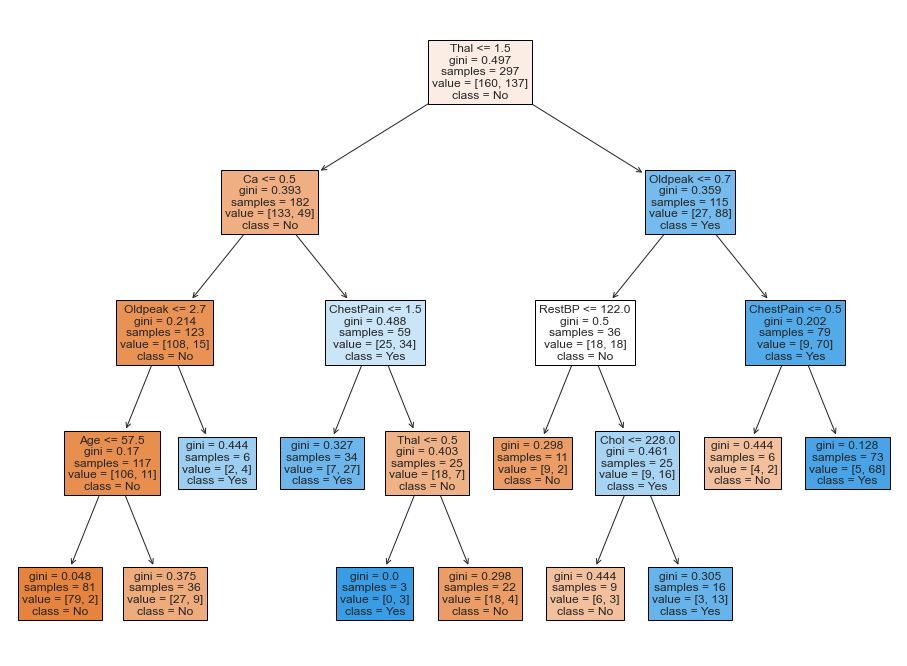 Thal <= 1.5
gini = 0.497
samples = 297
value = [160, 137]
class = No
Ca <= 0.5
gini = 0.393
samples = 182
value = [133, 49]
class = No
Oldpeak <= 0.7
gini = 0.359
samples = 115
value = [27, 88]
class = Yes
Oldpeak <= 2.7
gini = 0.214
samples = 123
value = [108, 15]
class = No
ChestPain <= 1.5
gini = 0.488
samples = 59
value = [25, 34]
class = Yes
RestBP <= 122.0
gini = 0.5
samples = 36
value = [18, 18]
class = No
ChestPain <= 0.5
gini = 0.202
samples = 79
value = [9, 70]
class = Yes
Age <= 57.5
gini = 0.17
samples = 117
value = [106, 11]
class = No
gini = 0.444
samples = 6
value = [2, 4]
class = Yes
gini = 0.327
samples = 34
value = [7, 27]
class = Yes
Thal <= 0.5
gini = 0.403
samples = 25
value = [18, 7]
class = No
gini = 0.298
samples = 11
value = [9, 2]
class = No
Chol <= 228.0
gini = 0.461
samples = 25
value = [9, 16]
class = Yes
gini = 0.444
samples = 6
value = [4, 2]
class = No
gini = 0.128
samples = 73
value = [5, 68]
class = Yes
gini = 0.048
samples = 81
value = [79, 2]
class = No
gini = 0.375
samples = 36
value = [27, 9]
class = No
gini = 0.0
samples = 3
value = [0, 3]
class = Yes
gini = 0.298
samples = 22
value = [18, 4]
class = No
gini = 0.444
samples = 9
value = [6, 3]
class = No
gini = 0.305
samples = 16
value = [3, 13]
class = Yes